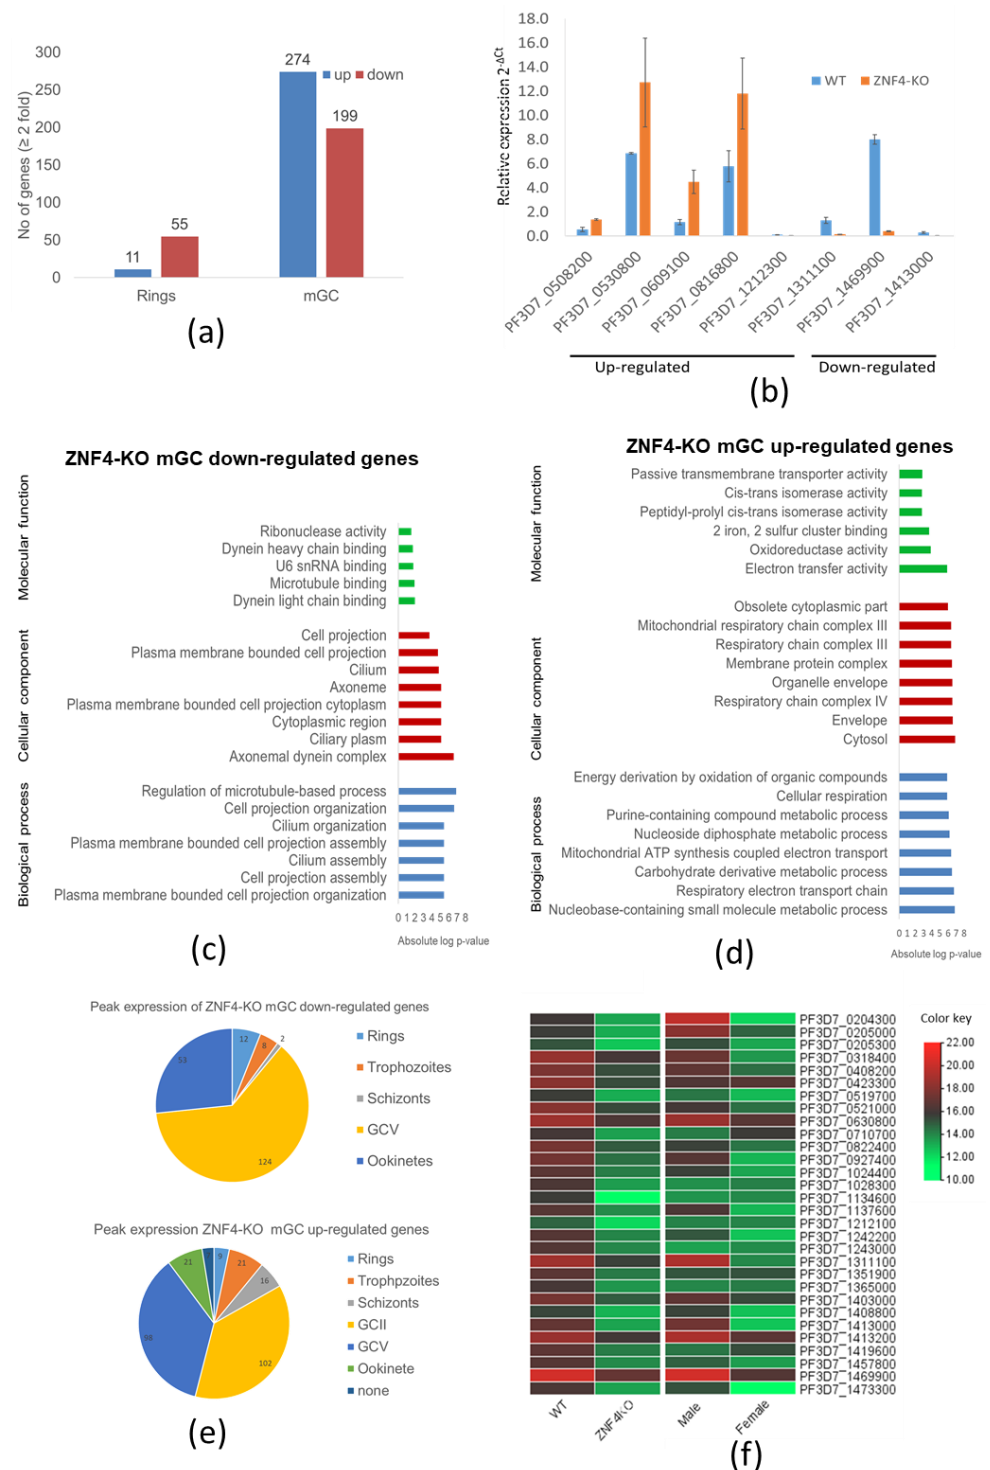 300
250
200
150
100
50
0
No of genes (≥ 2 fold)
274
199
11
55
up
down
Rings
mGC
(a)
18.0
16.0
14.0
12.0
10.0
8.0
6.0
4.0
2.0
0.0
Relative expression 2-ΔCt
WT
ZNF4-KO
PF3D7_0508200
PF3D7_0530800
PF3D7_0609100
PF3D7_0816800
PF3D7_1212300
PF3D7_1311100
PF3D7_1469900
PF3D7_1413000
Up-regulated
Down-regulated
(b)
ZNF4-KO mGC down-regulated genes
Molecular function
Ribonuclease activity
Dynein heavy chain binding
U6 snRNA binding
Microtubule binding
Dynein light chain binding
Cellular component
Cell projection
Plasma membrane bounded cell projection
Cilium
Axoneme
Plasma membrane bounded cell projection cytoplasm
Cytoplasmic region
Ciliary plasm
Axonemal dynein complex
Biological process
Regulation of microtubule-based process
Cell projection organization
Cilium organization
Plasma membrane bounded cell projection assembly
Cilium assembly
Cell projection assembly
Plasma membrane bounded cell projection organization
0 1 2 3 4 5 6 7 8
Absolute log p-value
(c)
ZNF4-KO mGC up-regulated genes
Molecular function
Passive transmembrane transporter activity
Cis-trans isomerase activity
Peptidyl-prolyl cis-trans isomerase activity
2 iron, 2 sulfur cluster binding
Oxidoreductase activity
Electron transfer activity
Cellular component
Obsolete cytoplasmic part
Mitochondrial respiratory chain complex III
Respiratory chain complex III
Membrane protein complex
Organelle envelope
Respiratory chain complex IV
Envelope
Cytosol
Biological process
Energy derivation by oxidation of organic compounds
Cellular respiration
Purine-containing compound metabolic process
Nucleoside diphosphate metabolic process
Mitochondrial ATP synthesis coupled electron transport
Carbohydrate derivative metabolic process
Respiratory electron transport chain
Nucleobase-containing small molecule metabolic process
0 1 2 3 4 5 6 7 8
Absolute log p-value
(d)
Peak expression of ZNF4-KO mGC down-regulated genes
12
8
2
53
124
Rings
Trophozoites
Schizonts
GCV
Ookinetes
Peak expression ZNF4-KO mGC up-regulated genes
9
21
21
16
98
102
Rings
Trophpzoites
Schizonts
GCII
GCV
Ookinete
none
(e)
PF3D7_0204300
PF3D7_0205000
PF3D7_0205300
PF3D7_0318400
PF3D7_0408200
PF3D7_0423300
PF3D7_0519700
PF3D7_0521000
PF3D7_0630800
PF3D7_0710700
PF3D7_0822400
PF3D7_0927400
PF3D7_1024400
PF3D7_1028300
PF3D7_1134600
PF3D7_1137600
PF3D7_1212100
PF3D7_1242200
PF3D7_1243000
PF3D7_1311100
PF3D7_1351900
PF3D7_1365000
PF3D7_1403000
PF3D7_1408800
PF3D7_1413000
PF3D7_1413200
PF3D7_1419600
PF3D7_1457800
PF3D7_1469900
PF3D7_1473300
WT
ZNF4KO
Male
Female
Color key
22.00
20.00
18.00
16.00
14.00
12.00
10.00
(f)